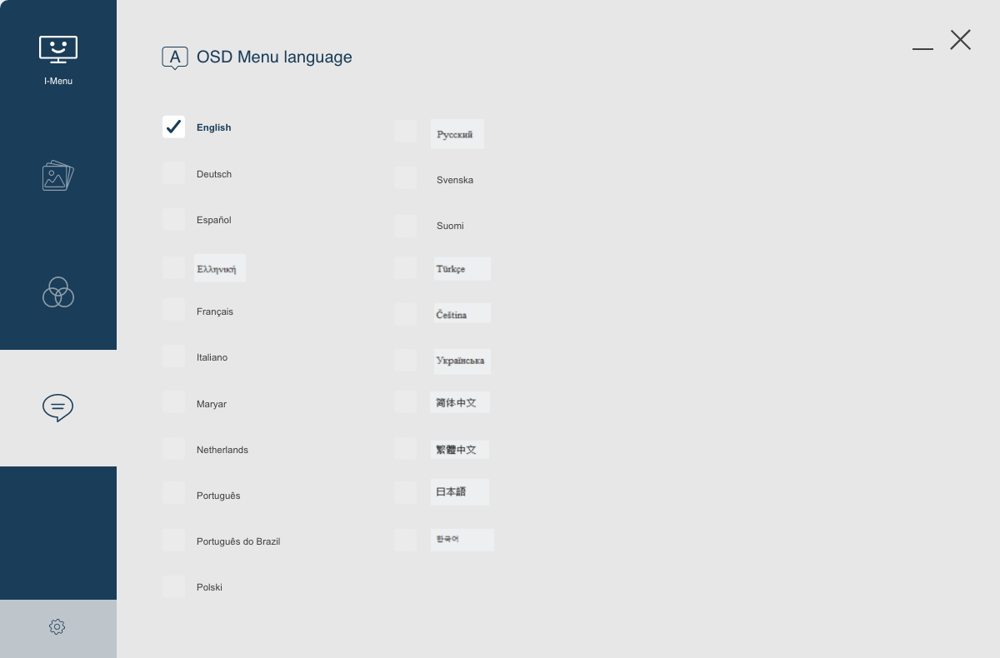 I-Menu
A OSD Menu language
English
Deutsch
Español
Ελληνική
Français
Italiano
Maryar
Netherlands
Português
Português do Brazil
Polski
Русский
Svenska
Suomi
Türkçe
Čeština
Українська
简体中文
繁體中文
日本語
한국어